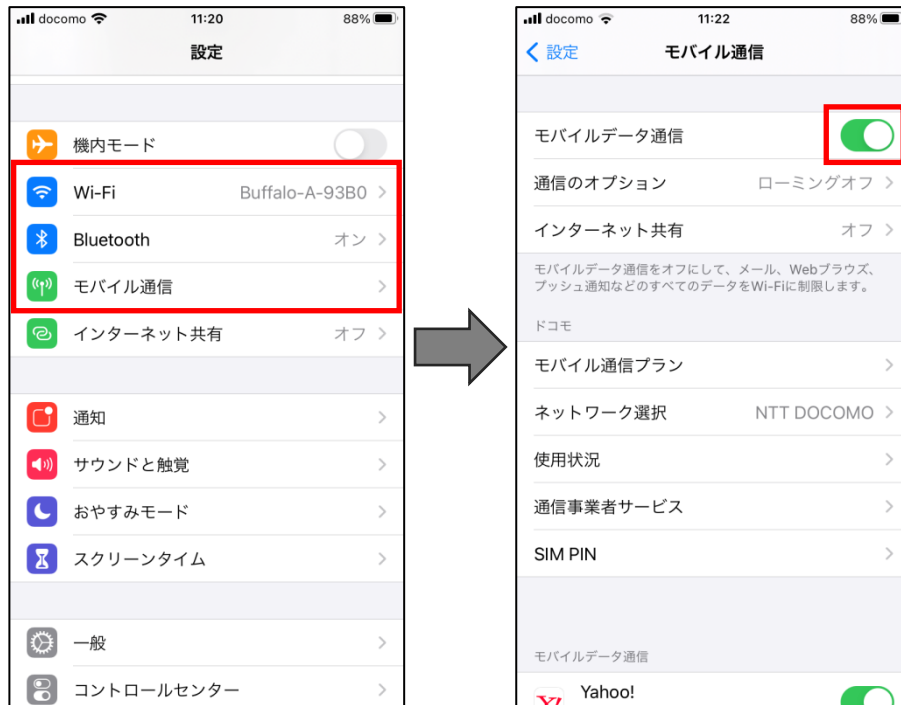 docomo 11:20 88%
設定
機内モード
Wi-Fi Buffalo-A-93B0
Bluetooth オン
モバイル通信
インターネット共有 オフ
通知
サウンドと触覚
おやすみモード
スクリーンタイム
一般
コントロールセンター
docomo 11:22 88%
設定 モバイル通信
モバイルデータ通信
通信のオプション ローミングオフ
インターネット共有 オフ
モバイルデータ通信をオフにして、メール、Webブラウズ、
プッシュ通知などのすべてのデータをWi-Fiに制限します。
ドコモ
モバイル通信プラン
ネットワーク選択 NTT DOCOMO
使用状況
通信事業者サービス
SIM PIN
モバイルデータ通信
Yahoo!